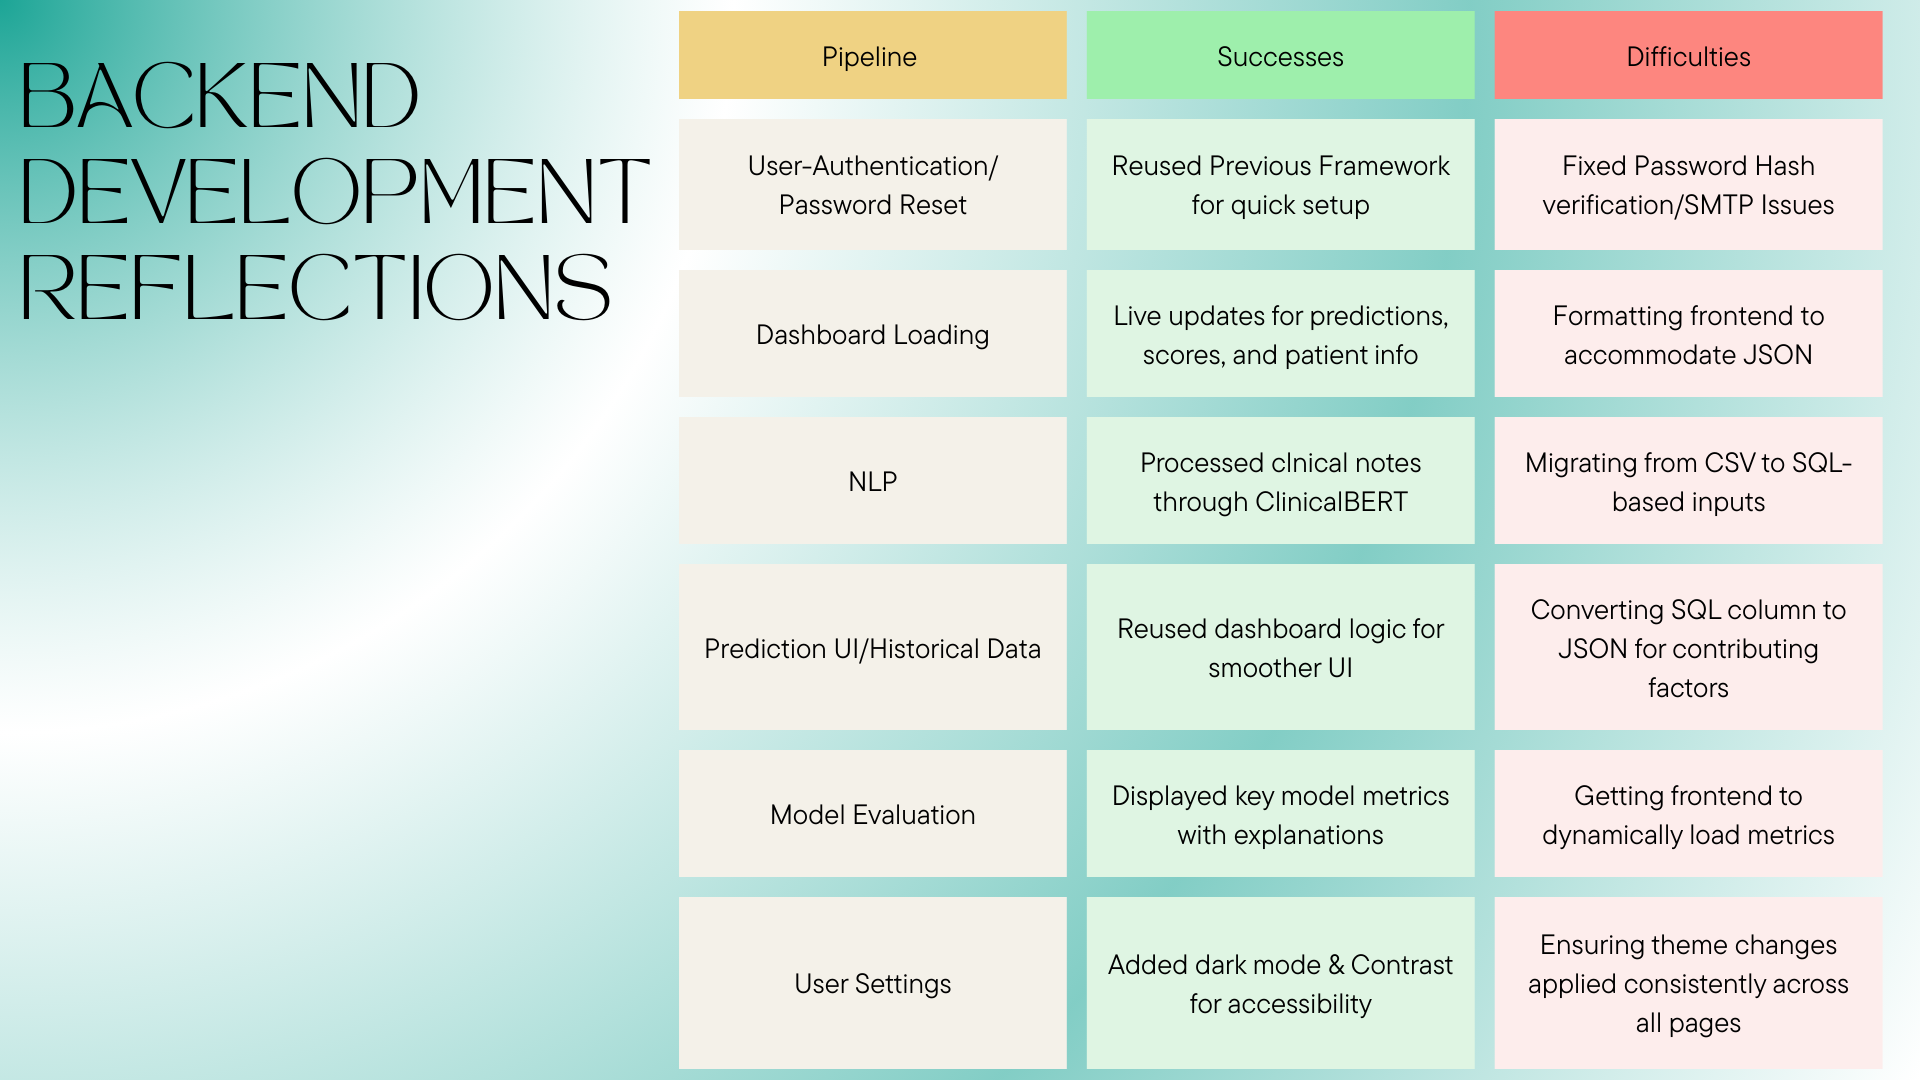 BACKEND
DEVELOPMENT
REFLECTIONS
Pipeline
Successes
Difficulties
User-Authentication/
Password Reset
Reused Previous Framework
for quick setup
Fixed Password Hash
verification/SMTP Issues
Dashboard Loading
Live updates for predictions,
scores, and patient info
Formatting frontend to
accommodate JSON
NLP
Processed clnical notes
through ClinicalBERT
Migrating from CSV to SQL-
based inputs
Prediction UI/Historical Data
Reused dashboard logic for
smoother UI
Converting SQL column to
JSON for contributing
factors
Model Evaluation
Displayed key model metrics
with explanations
Getting frontend to
dynamically load metrics
User Settings
Added dark mode & Contrast
for accessibility
Ensuring theme changes
applied consistently across
all pages